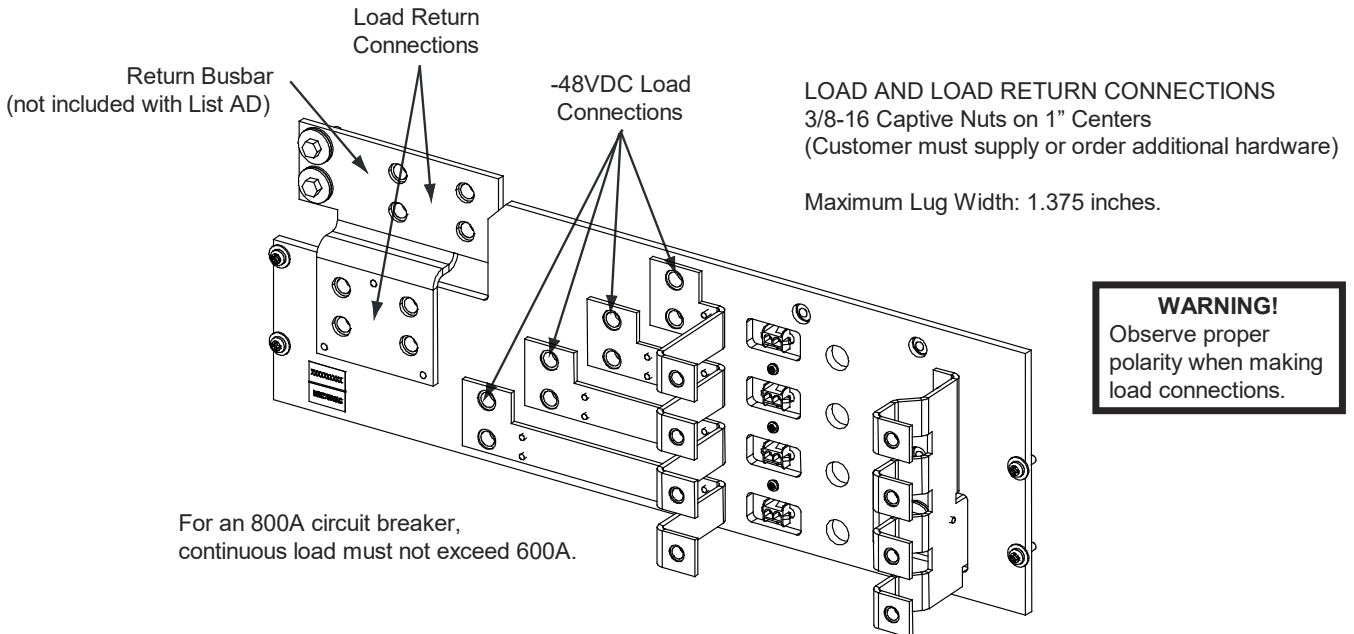 Load Return
Connections
Return Busbar
(not included with List AD)
-48VDC Load
Connections
LOAD AND LOAD RETURN CONNECTIONS
3/8-16 Captive Nuts on 1” Centers
(Customer must supply or order additional hardware)
Maximum Lug Width: 1.375 inches.
WARNING!
Observe proper
polarity when making
load connections.
For an 800A circuit breaker,
continuous load must not exceed 600A.